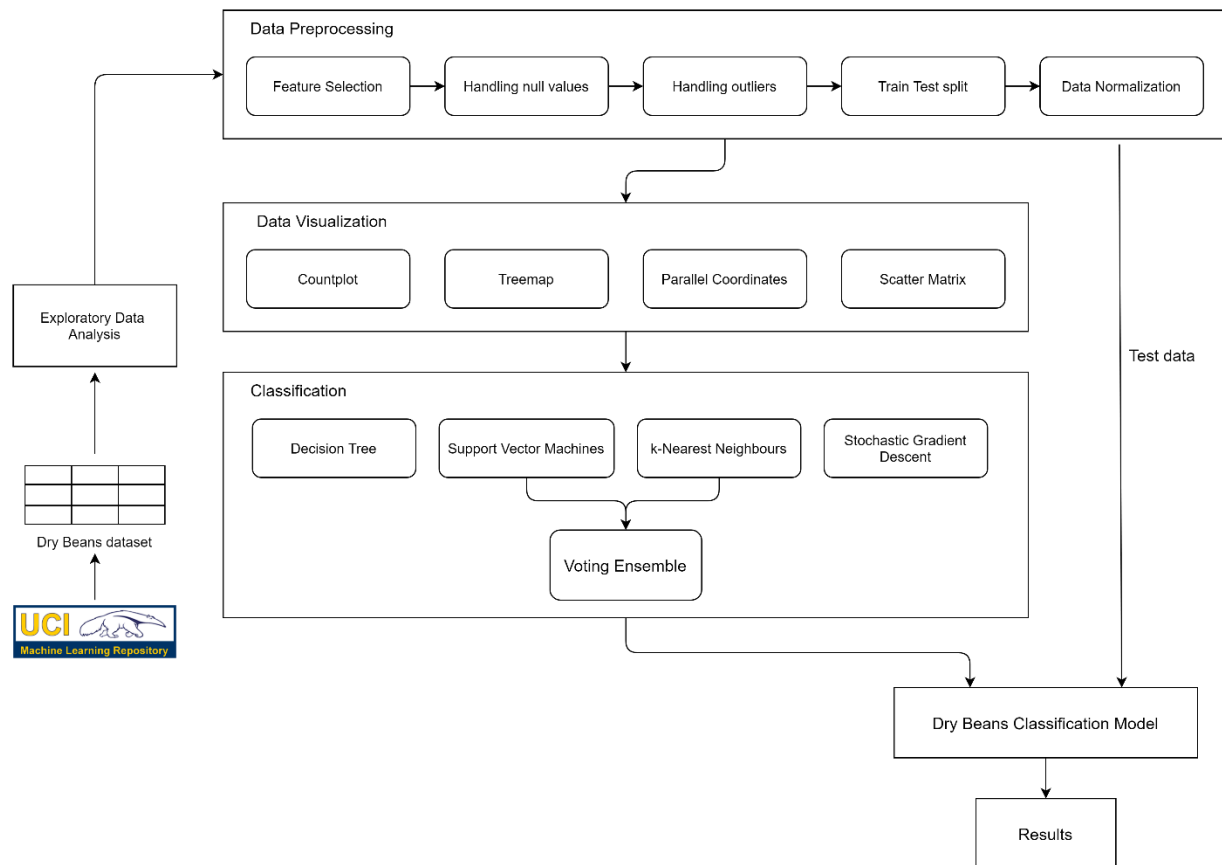 Data Preprocessing
Feature Selection
Handling null values
Handling outliers
Train Test split
Data Normalization
Data Visualization
Countplot
Treemap
Parallel Coordinates
Scatter Matrix
Exploratory Data
Analysis
Test data
Classification
Decision Tree
Support Vector Machines
k-Nearest Neighbours
Stochastic Gradient
Descent
Dry Beans dataset
Voting Ensemble
UCI
Machine Learning Repository
Dry Beans Classification Model
Results